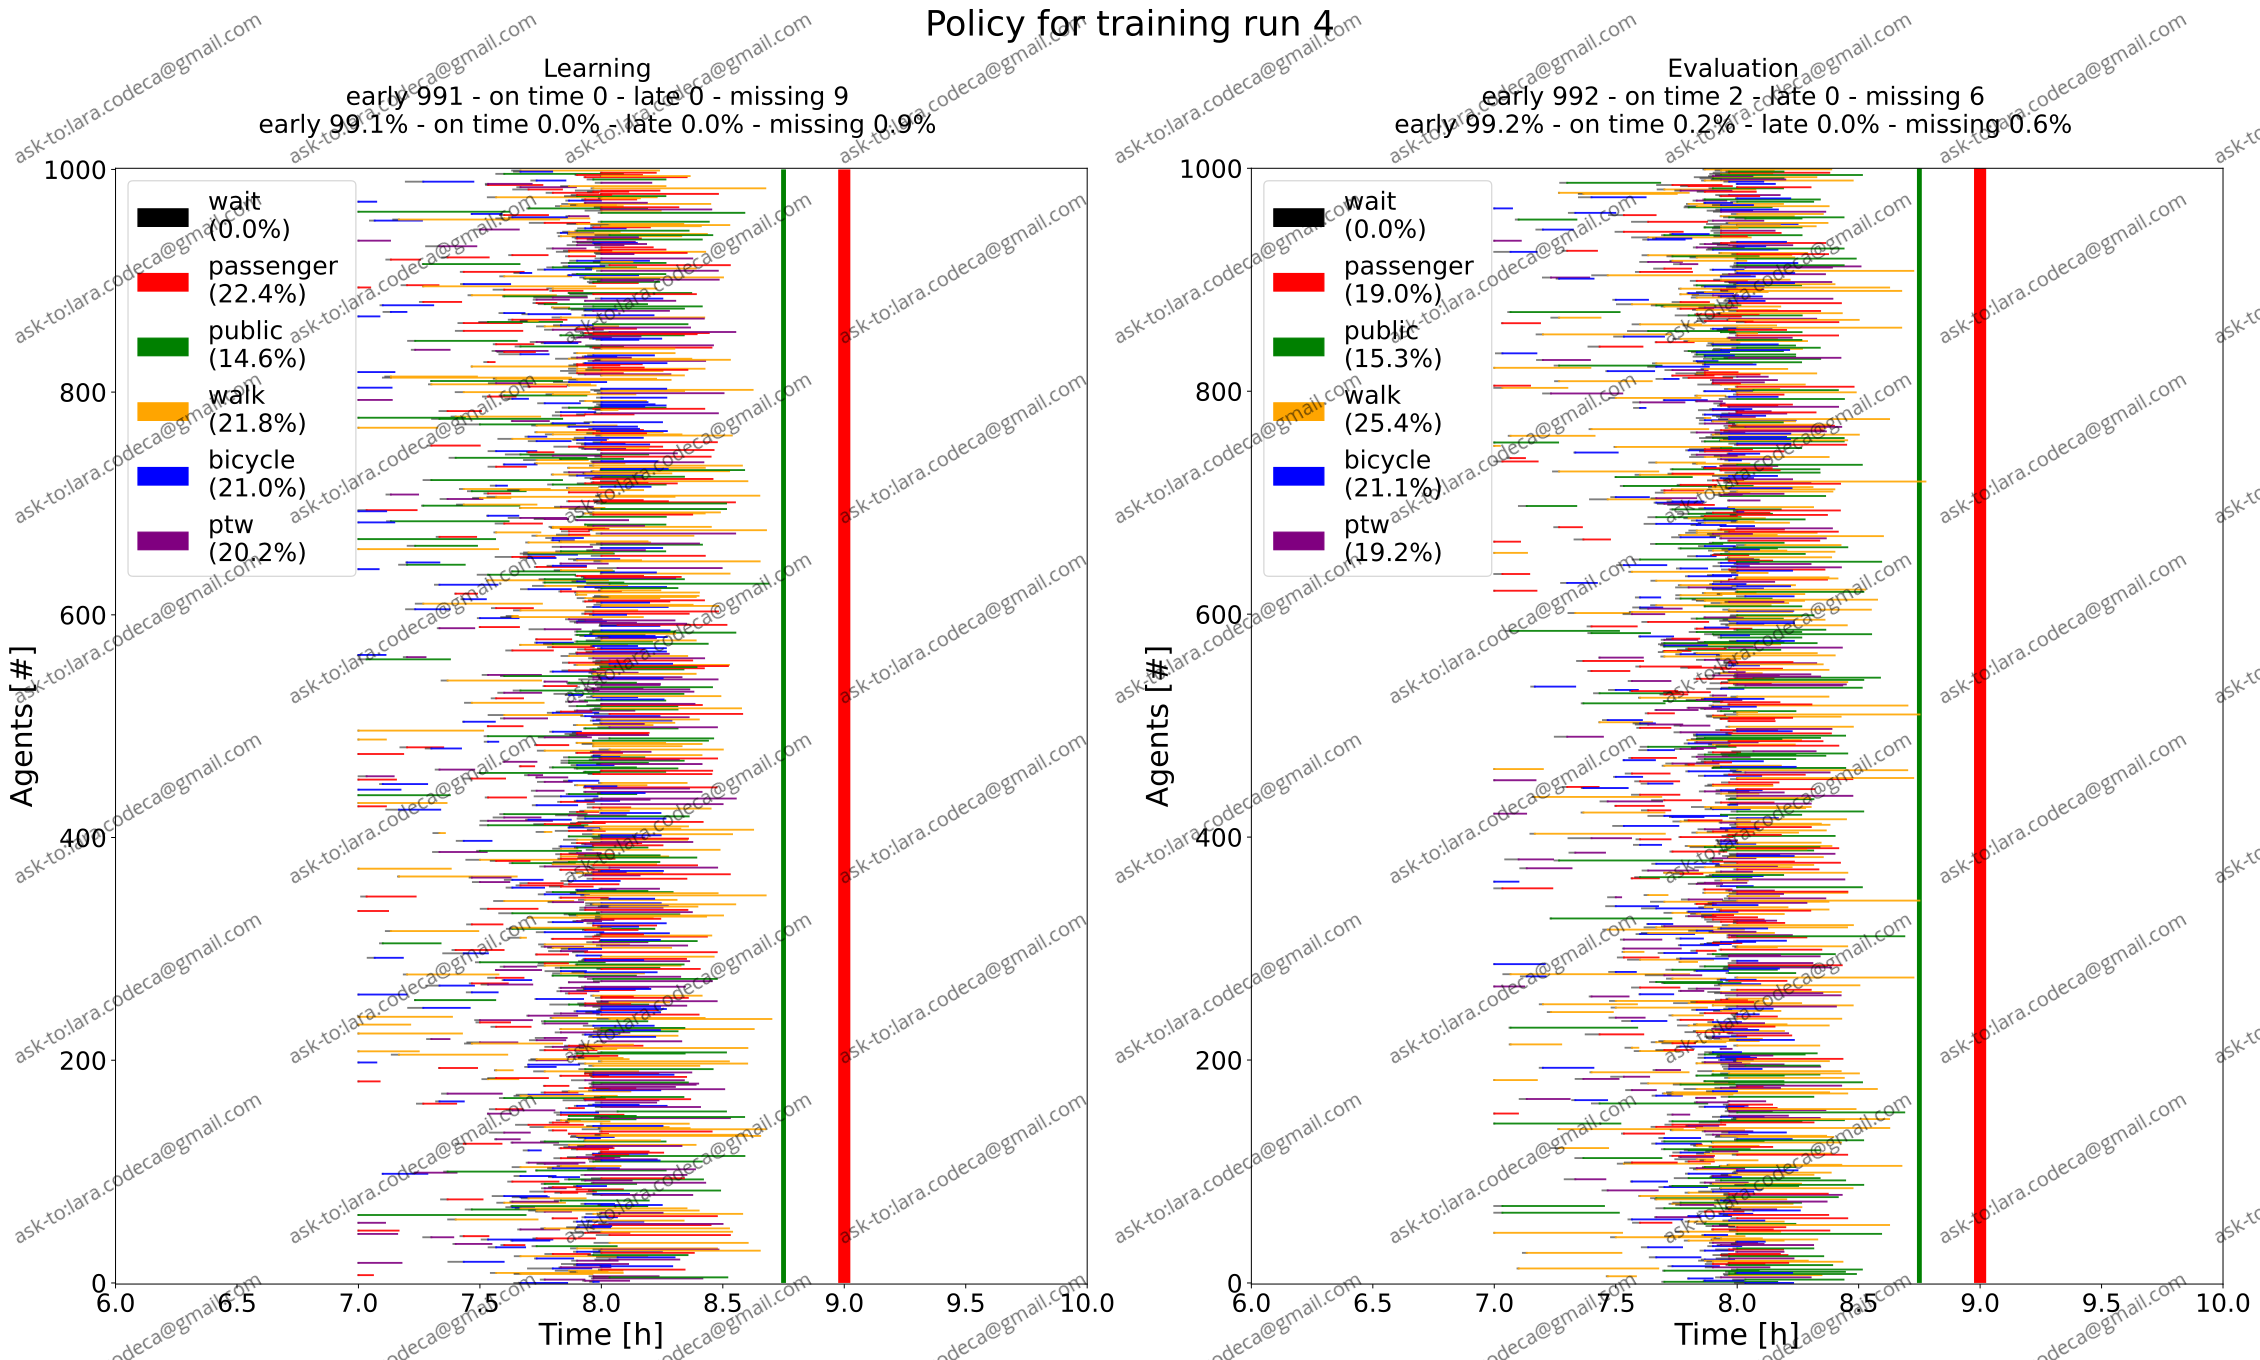 Policy for training run 4
Learning
early 991 - on time 0 - late 0 - missing 9
early 99.1% - on time 0.0% - late 0.0% - missing 0.9%
1000
800
600
400
200
0
Agents [#]
wait
(0.0%)
passenger
(22.4%)
public
(14.6%)
walk
(21.8%)
bicycle
(21.0%)
ptw
(20.2%)
6.0 6.5 7.0 7.5 8.0 8.5 9.0 9.5 10.0
Time [h]
Evaluation
early 992 - on time 2 - late 0 - missing 6
early 99.2% - on time 0.2% - late 0.0% - missing 0.6%
1000
800
600
400
200
0
Agents [#]
wait
(0.0%)
passenger
(19.0%)
public
(15.3%)
walk
(25.4%)
bicycle
(21.1%)
ptw
(19.2%)
6.0 6.5 7.0 7.5 8.0 8.5 9.0 9.5 10.0
Time [h]
ask-to:lara.codeca@gmail.com